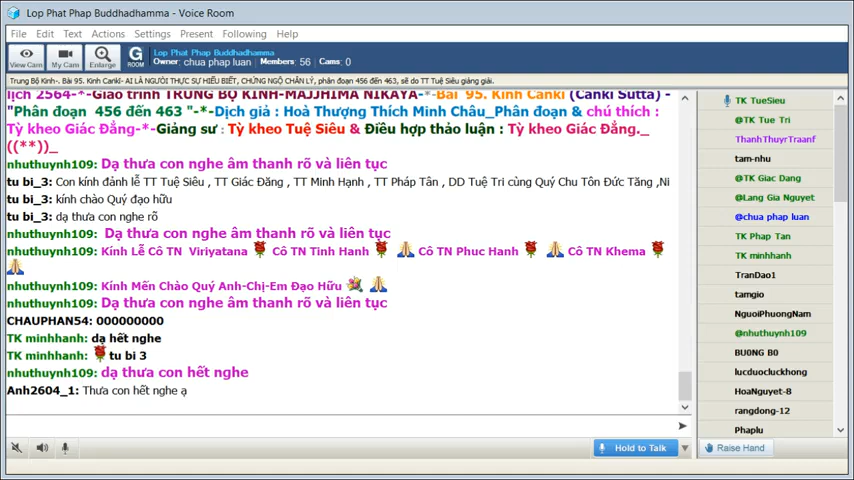 Lop Phat Phap Buddhadhamma - Voice Room
File Edit Text Actions Settings Present Following Help
View Cam My Cam Enlarge G ROOM
Lop Phat Phap Buddhadhamma
Owner: chua phap luan Members: 56 Cams: 0
Trung Bộ Kinh-. Bài 95. Kinh CankI- AI LÀ NGƯỜI THỰC SỰ HIỂU BIẾT, CHỨNG NGỘ CHÂN LÝ, phân đoạn 456 đến 463, sẽ do TT Tuệ Siêu giảng giải.
lịch 2564-*-Giáo trình TRUNG BỘ KINH-MAJJHIMA NIKAYA-*-Bài 95. Kinh Canki (Canki Sutta) -
"Phân đoạn 456 đến 463 "-*-Dịch giả : Hoà Thượng Thích Minh Châu_Phân đoạn & chú thích :
Tỳ kheo Giác Đẳng-*-Giảng sư : Tỳ kheo Tuệ Siêu & Điều hợp thảo luận : Tỳ kheo Giác Đẳng._
((**))_
nhuthuynh109: Dạ thưa con nghe âm thanh rõ và liên tục
tu bi_3: Con kính đảnh lễ TT Tuệ Siêu , TT Giác Đăng , TT Minh Hạnh , TT Pháp Tân , DD Tuệ Tri cùng Quý Chu Tôn Đức Tăng ,Ni
tu bi_3: kính chào Quý đạo hữu
tu bi_3: dạ thưa con nghe rõ
nhuthuynh109: Dạ thưa con nghe âm thanh rõ và liên tục
nhuthuynh109: Kính Lễ Cô TN Viriyatana Cô TN Tinh Hanh Cô TN Phuc Hanh Cô TN Khema
nhuthuynh109: Kính Mến Chào Quý Anh-Chị-Em Đạo Hữu
nhuthuynh109: Dạ thưa con nghe âm thanh rõ và liên tục
CHAUPHAN54: 000000000
TK minhhanh: dạ hết nghe
TK minhhanh: tu bi 3
nhuthuynh109: dạ thưa con hết nghe
Anh2604_1: Thưa con hết nghe ạ
Hold to Talk
TK TueSieu
@TK Tue Tri
ThanhThuyrTraanf
tam-nhu
@TK Giac Dang
@Lang Gia Nguyet
@chua phap luan
TK Phap Tan
TK minhhanh
TranDao1
tamgio
NguoiPhuongNam
@nhuthuynh109
BU0NG B0
lucduocluckhong
HoaNguyet-8
rangdong-12
Phaplu
Raise Hand